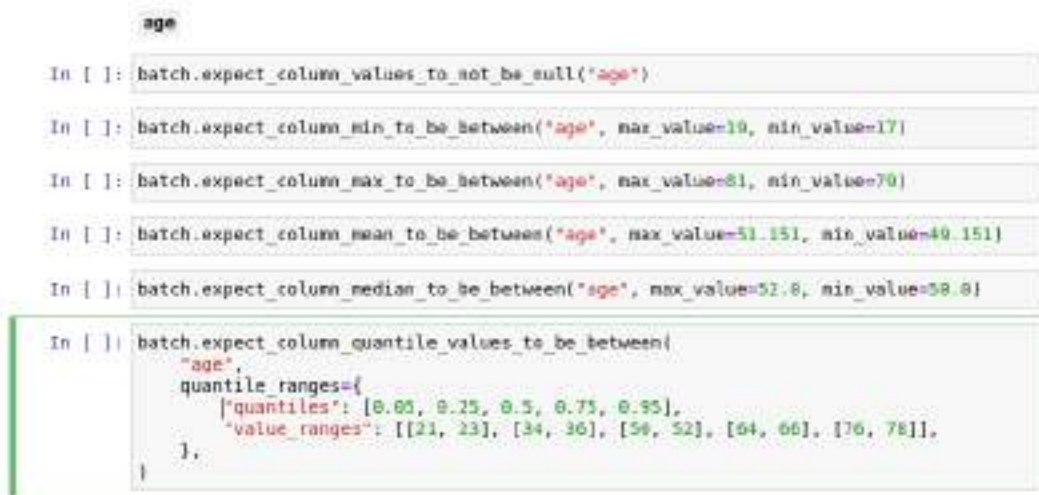 age
In [ ]: batch.expect_column_values_to_not_be_null("age")
In [ ]: batch.expect_column_min_to_be_between("age", max_value=19, min_value=17)
In [ ]: batch.expect_column_max_to_be_between("age", max_value=81, min_value=79)
In [ ]: batch.expect_column_mean_to_be_between("age", max_value=51.151, min_value=49.151)
In [ ]: batch.expect_column_median_to_be_between("age", max_value=52.0, min_value=50.0)
In [ ]: batch.expect_column_quantile_values_to_be_between(
"age",
quantile_ranges={
"quantiles": [0.05, 0.25, 0.5, 0.75, 0.95],
"value_ranges": [[21, 23], [34, 36], [50, 52], [64, 66], [76, 78]],
},
)